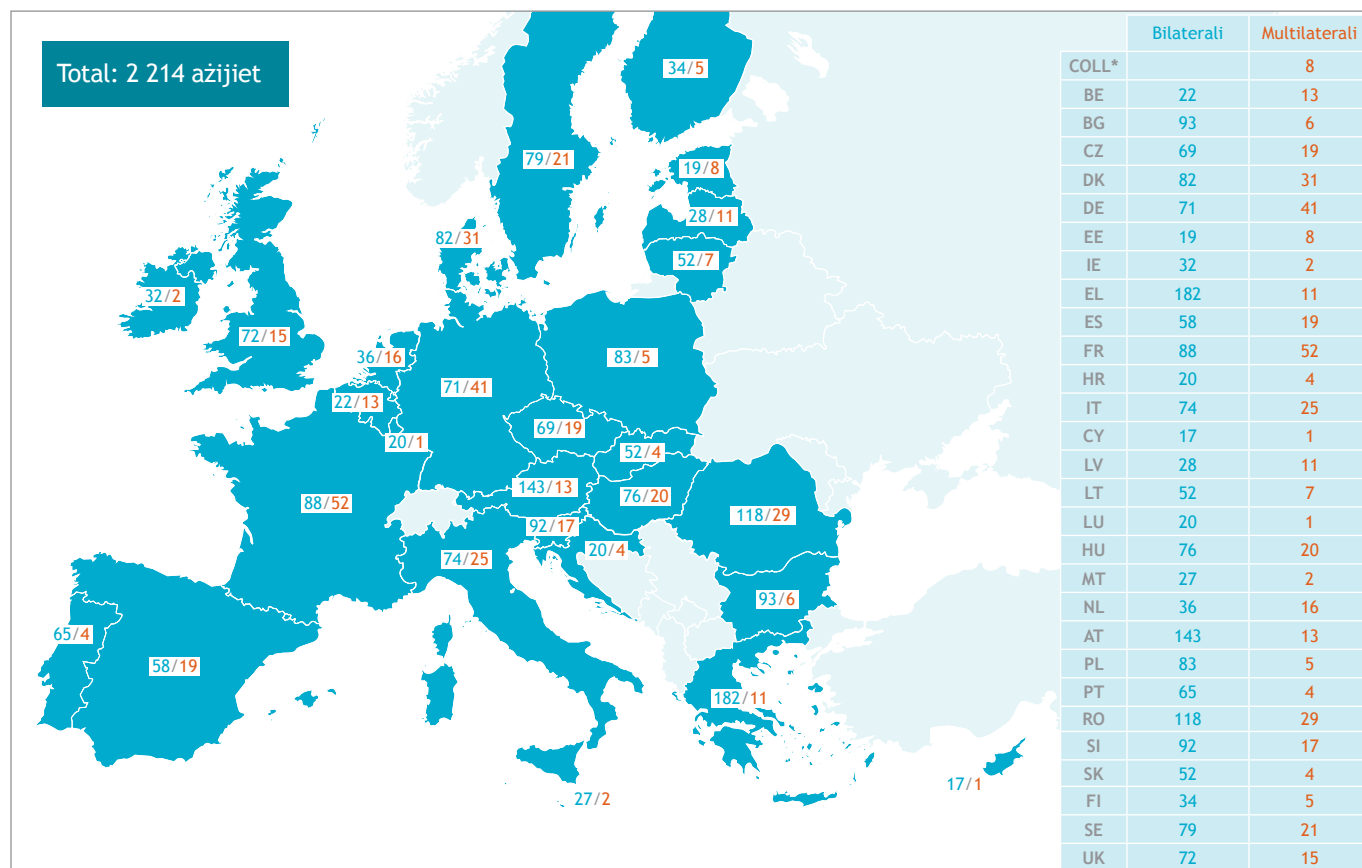 Total: 2 214 ażijiet
34/5
79/21
19/8
28/11
82/31
52/7
32/2
72/15
36/16
83/5
71/41
22/13
69/19
20/1
52/4
143/13
76/20
88/52
118/29
92/17
20/4
74/25
93/6
65/4
58/19
182/11
17/1
27/2
Bilaterali Multilaterali
COLL* 8
BE 22 13
BG 93 6
CZ 69 19
DK 82 31
DE 71 41
EE 19 8
IE 32 2
EL 182 11
ES 58 19
FR 88 52
HR 20 4
IT 74 25
CY 17 1
LV 28 11
LT 52 7
LU 20 1
HU 76 20
MT 27 2
NL 36 16
AT 143 13
PL 83 5
PT 65 4
RO 118 29
SI 92 17
SK 52 4
FI 34 5
SE 79 21
UK 72 15